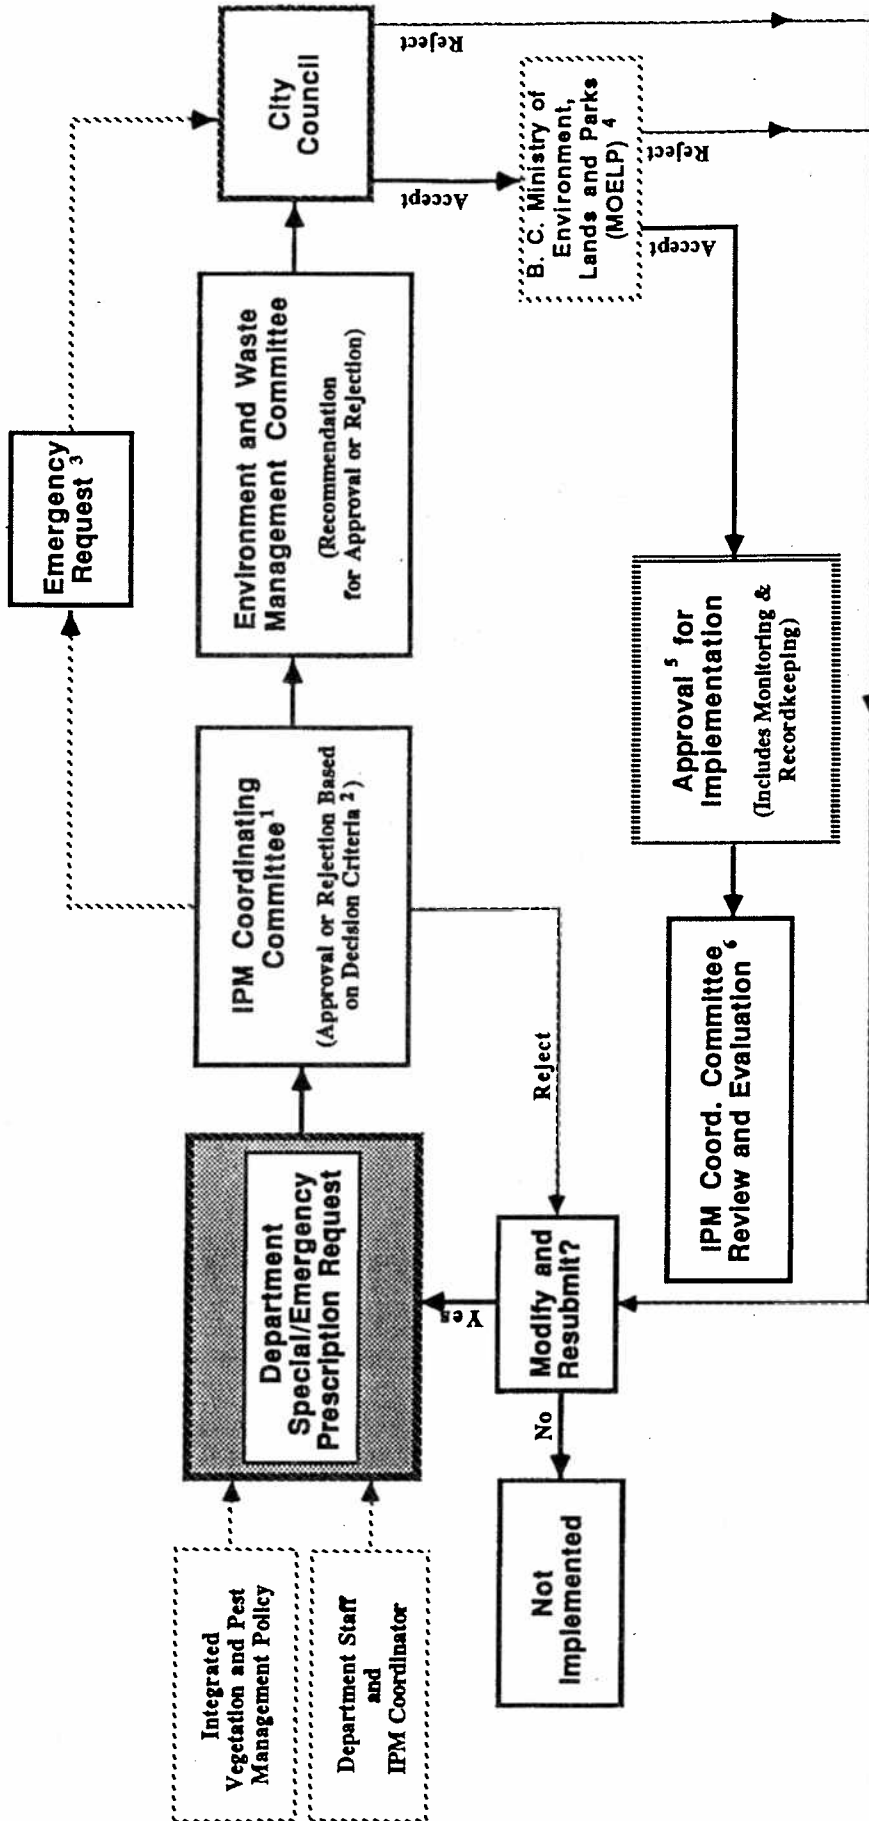 Integrated
Vegetation and Pest
Management Policy
Department Staff
and
IPM Coordinator
Department
Special/Emergency
Prescription Request
IPM Coordinating
Committee 1
(Approval or Rejection Based
on Decision Criteria 2)
Emergency
Request 3
Environment and Waste
Management Committee
(Recommendation
for Approval or Rejection)
City
Council
Reject
Accept
B. C. Ministry of
Environment,
Lands and Parks
(MOELP) 4
Reject
Accept
Reject
Yes
Modify and
Resubmit?
No
Not
Implemented
Approval 5 for
Implementation
(Includes Monitoring &
Recordkeeping)
IPM Coord. Committee
Review and Evaluation 6